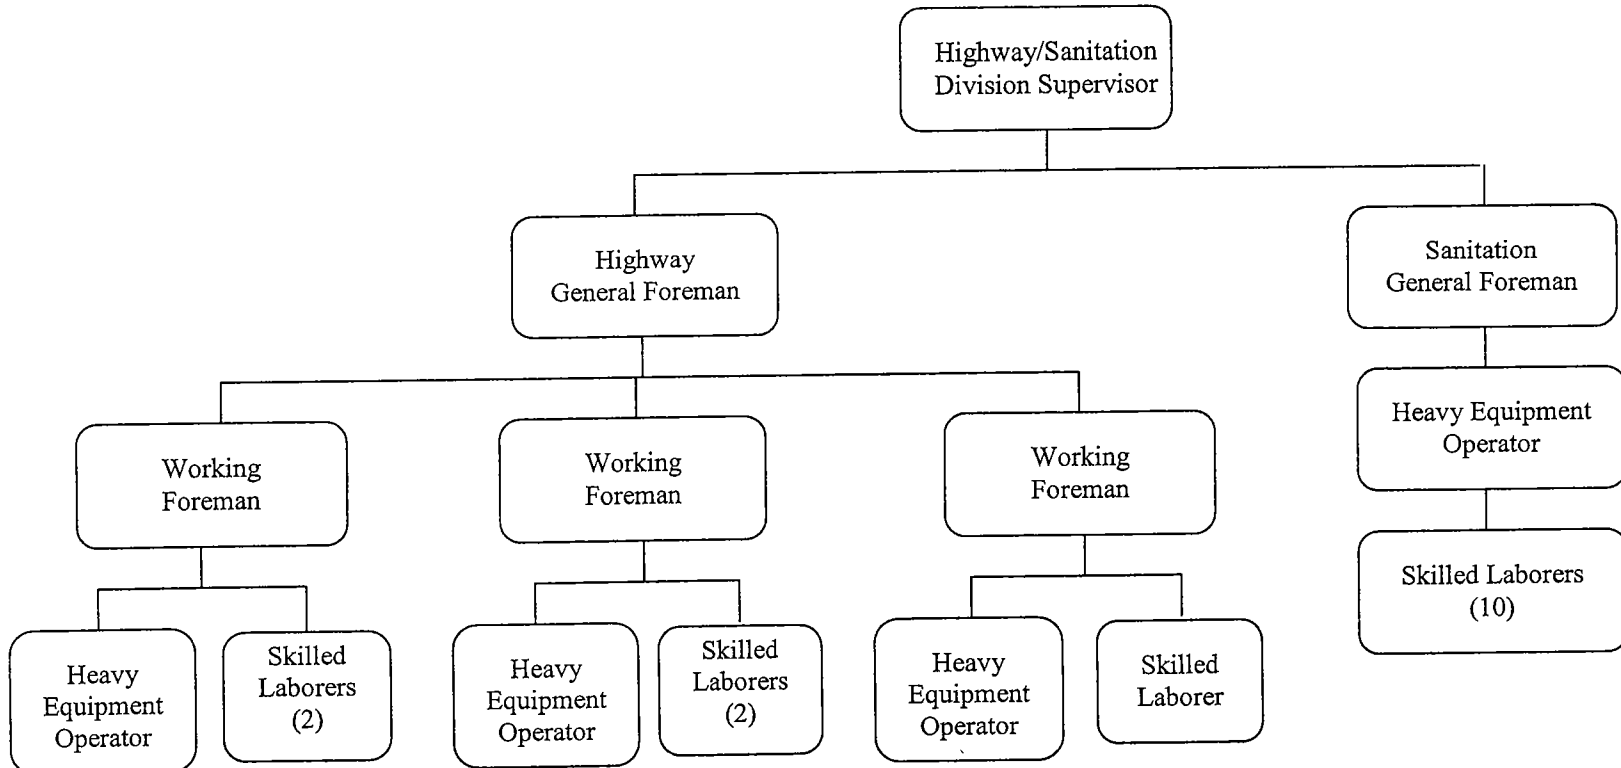 Highway/Sanitation
Division Supervisor
Highway
General Foreman
Sanitation
General Foreman
Working
Foreman
Working
Foreman
Working
Foreman
Heavy Equipment
Operator
Skilled Laborers
(10)
Heavy
Equipment
Operator
Skilled
Laborers
(2)
Heavy
Equipment
Operator
Skilled
Laborers
(2)
Heavy
Equipment
Operator
Skilled
Laborer